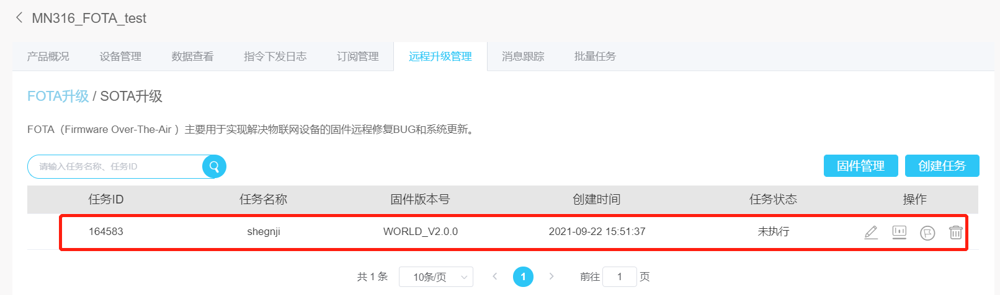 MN316_FOTA_test
产品概况 设备管理 数据查看 指令下发日志 订阅管理 远程升级管理 消息跟踪 批量任务
FOTA升级 / SOTA升级
FOTA（Firmware Over-The-Air ）主要用于实现解决物联网设备的固件远程修复BUG和系统更新。
请输入任务名称、任务ID 固件管理 创建任务
任务ID 任务名称 固件版本号 创建时间 任务状态 操作
164583 shegnji WORLD_V2.0.0 2021-09-22 15:51:37 未执行
共 1 条 10条/页 1 前往 1 页